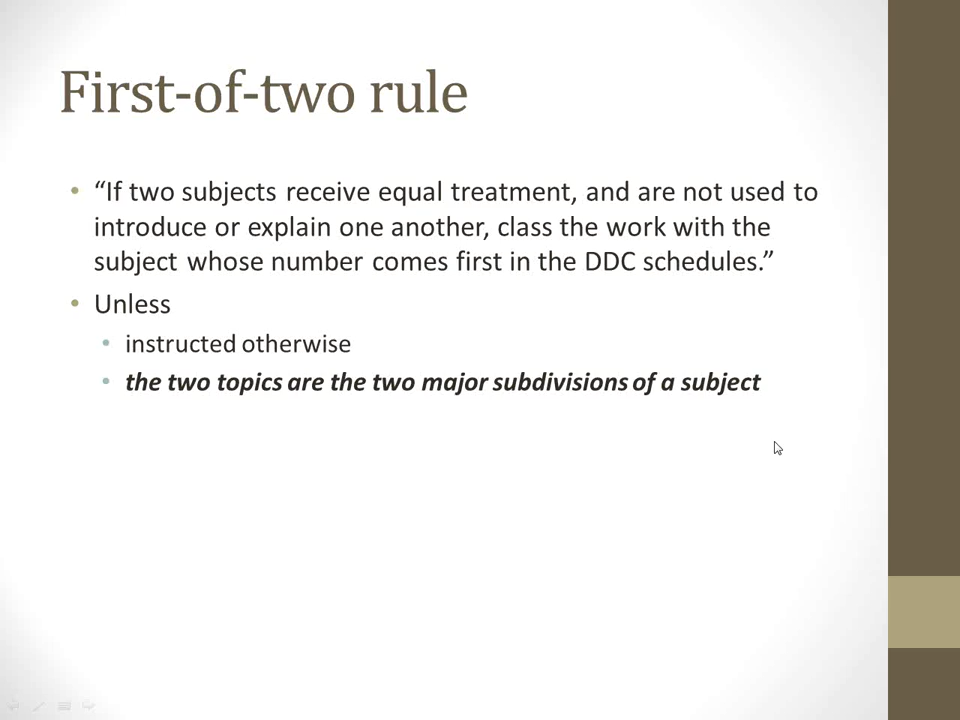 First-of-two rule
• “If two subjects receive equal treatment, and are not used to
introduce or explain one another, class the work with the
subject whose number comes first in the DDC schedules.”
• Unless
• instructed otherwise
• the two topics are the two major subdivisions of a subject